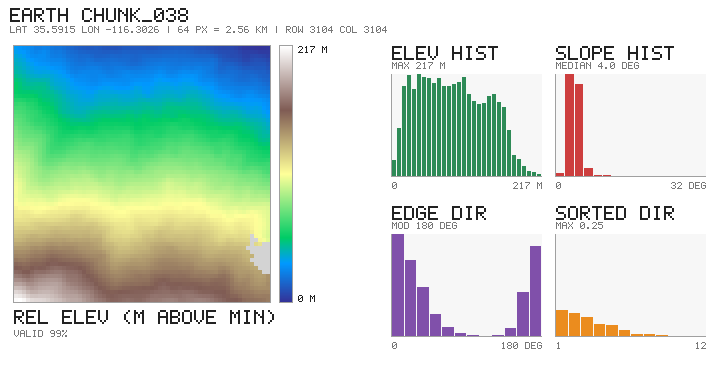 EARTH CHUNK_038
LAT 35.5915 LON -116.3026 | 64 PX = 2.56 KM | ROW 3104 COL 3104
217 M
0 M
REL ELEV (M ABOVE MIN)
VALID 99%
ELEV HIST
MAX 217 M
0 217 M
SLOPE HIST
MEDIAN 4.0 DEG
0 32 DEG
EDGE DIR
MOD 180 DEG
0 180 DEG
SORTED DIR
MAX 0.25
1 12